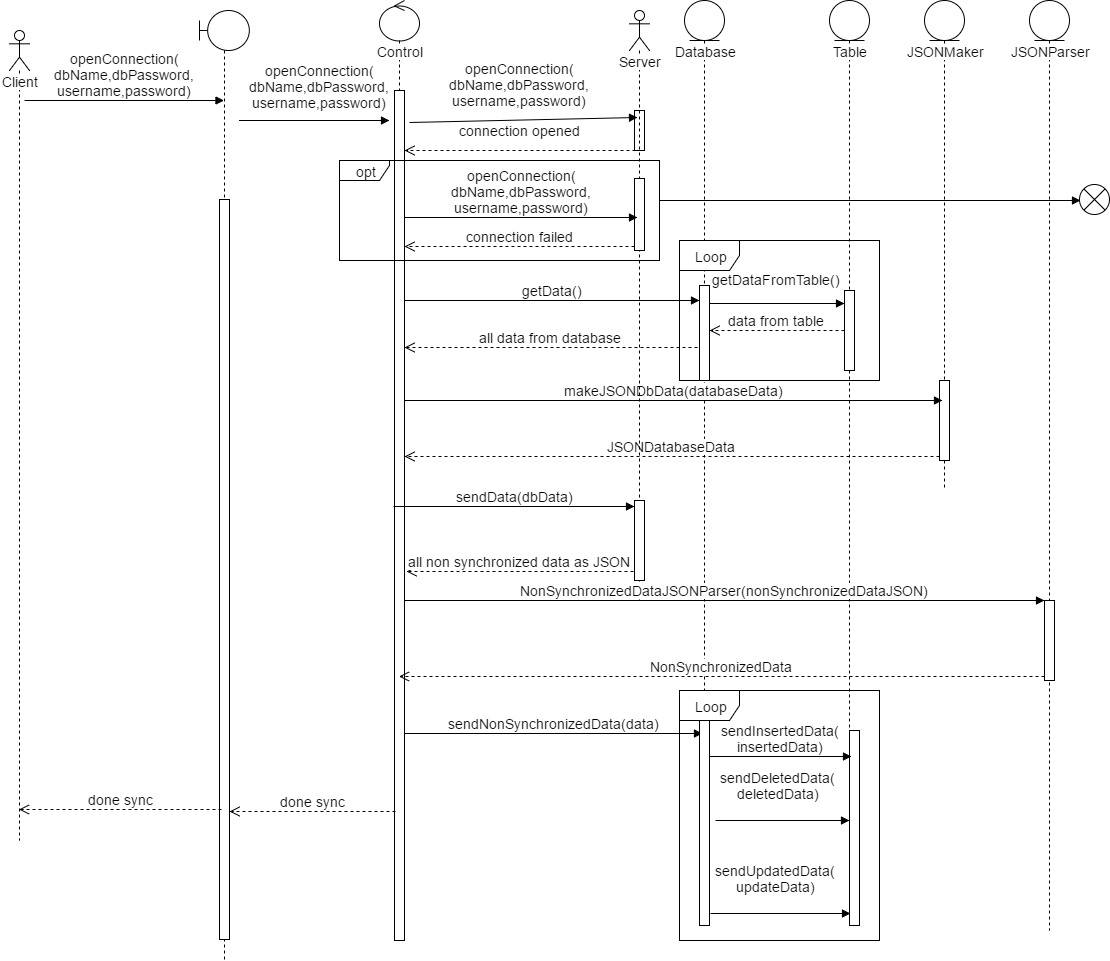 Client
Control
Server
Database
Table
JSONMaker
JSONParser
openConnection(
dbName,dbPassword,
username,password)
openConnection(
dbName,dbPassword,
username,password)
openConnection(
dbName,dbPassword,
username,password)
connection opened
opt
openConnection(
dbName,dbPassword,
username,password)
connection failed
Loop
getDataFromTable()
getData()
data from table
all data from database
makeJSONDbData(databaseData)
JSONDatabaseData
sendData(dbData)
all non synchronized data as JSON
NonSynchronizedDataJSONParser(nonSynchronizedDataJSON)
NonSynchronizedData
Loop
sendNonSynchronizedData(data)
sendInsertedData(
insertedData)
sendDeletedData(
deletedData)
done sync
done sync
sendUpdatedData(
updateData)